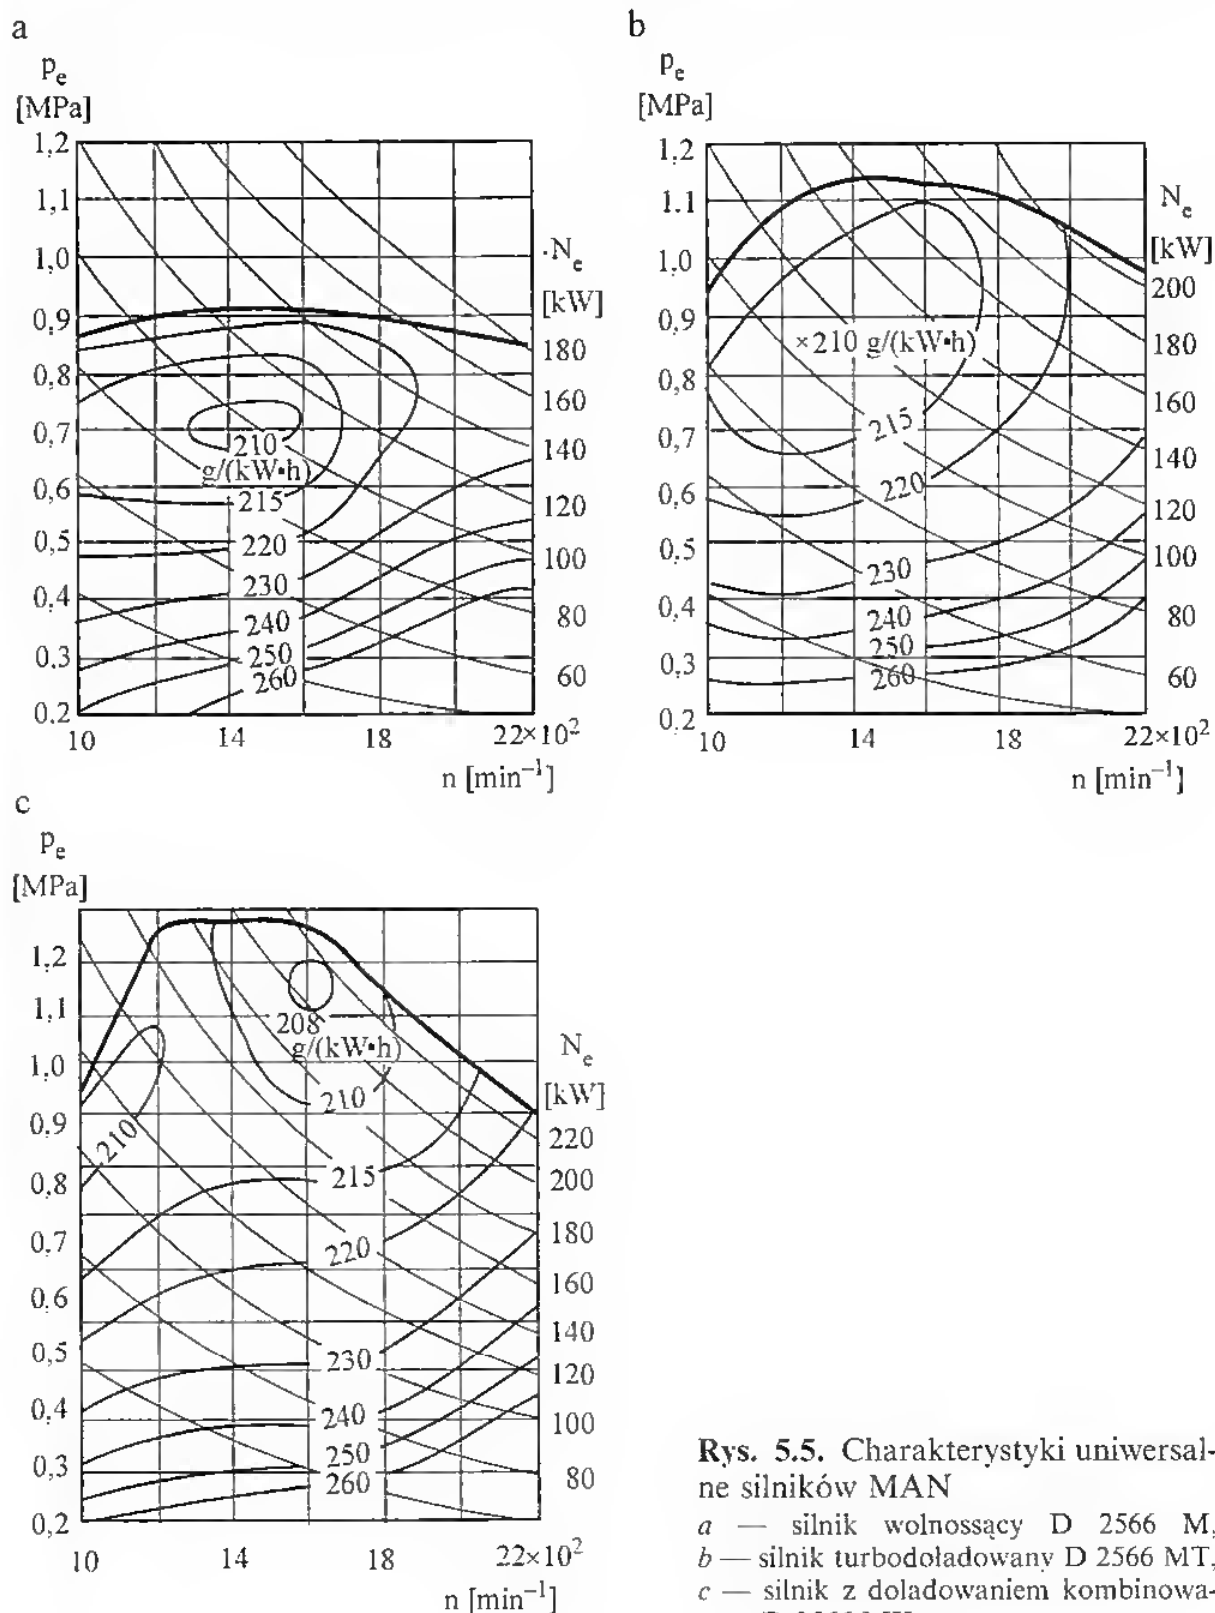 a
p_e
[MPa]
1,2
1,1
1,0
0,9
0,8
0,7
0,6
0,5
0,4
0,3
0,2
10 14 18 22×10²
n [min⁻¹]
N_e
[kW]
180
160
140
120
100
80
60
210
g/(kW·h)
215
220
230
240
250
260
b
p_e
[MPa]
1,2
1.1
1,0
0,9
0,8
0,7
0,6
0,5
0,4
0,3
0.2
10 14 18 22×10²
n [min⁻¹]
N_e
[kW]
200
180
160
140
120
100
80
60
×210 g/(kW·h)
215
220
230
240
250
260
c
p_e
[MPa]
1,2
1,1
1,0
0,9
0,8
0,7
0,6
0,5
0,4
0,3
0,2
10 14 18 22×10²
n [min⁻¹]
N_e
[kW]
220
200
180
160
140
120
100
80
208
g/(kW·h)
210
210
215
220
230
240
250
260
Rys. 5.5. Charakterystyki uniwersal-
ne silników MAN
a — silnik wolnossący D 2566 M,
b — silnik turbodoładowany D 2566 MT,
c — silnik z doładowaniem kombinowa-